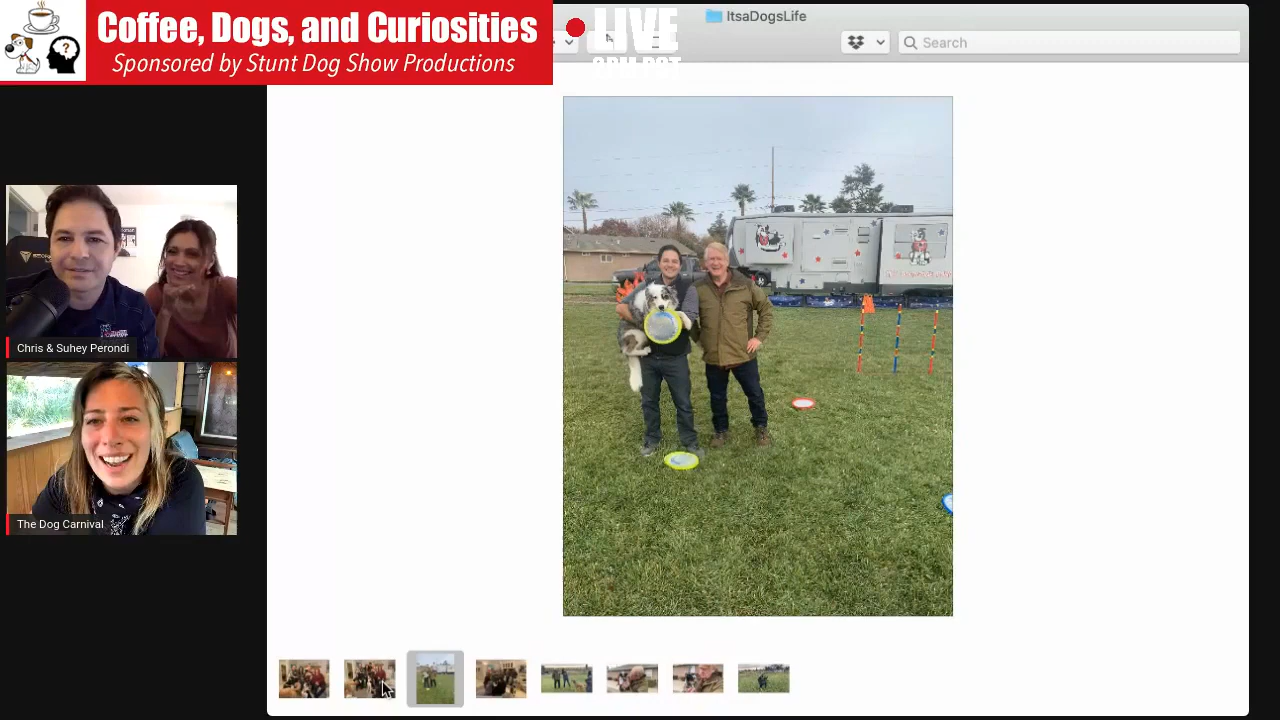 Coffee, Dogs, and Curiosities
Sponsored by Stunt Dog Show Productions
LIVE
ItsaDogsLife
Search
Chris & Suhey Perondi
The Dog Carnival